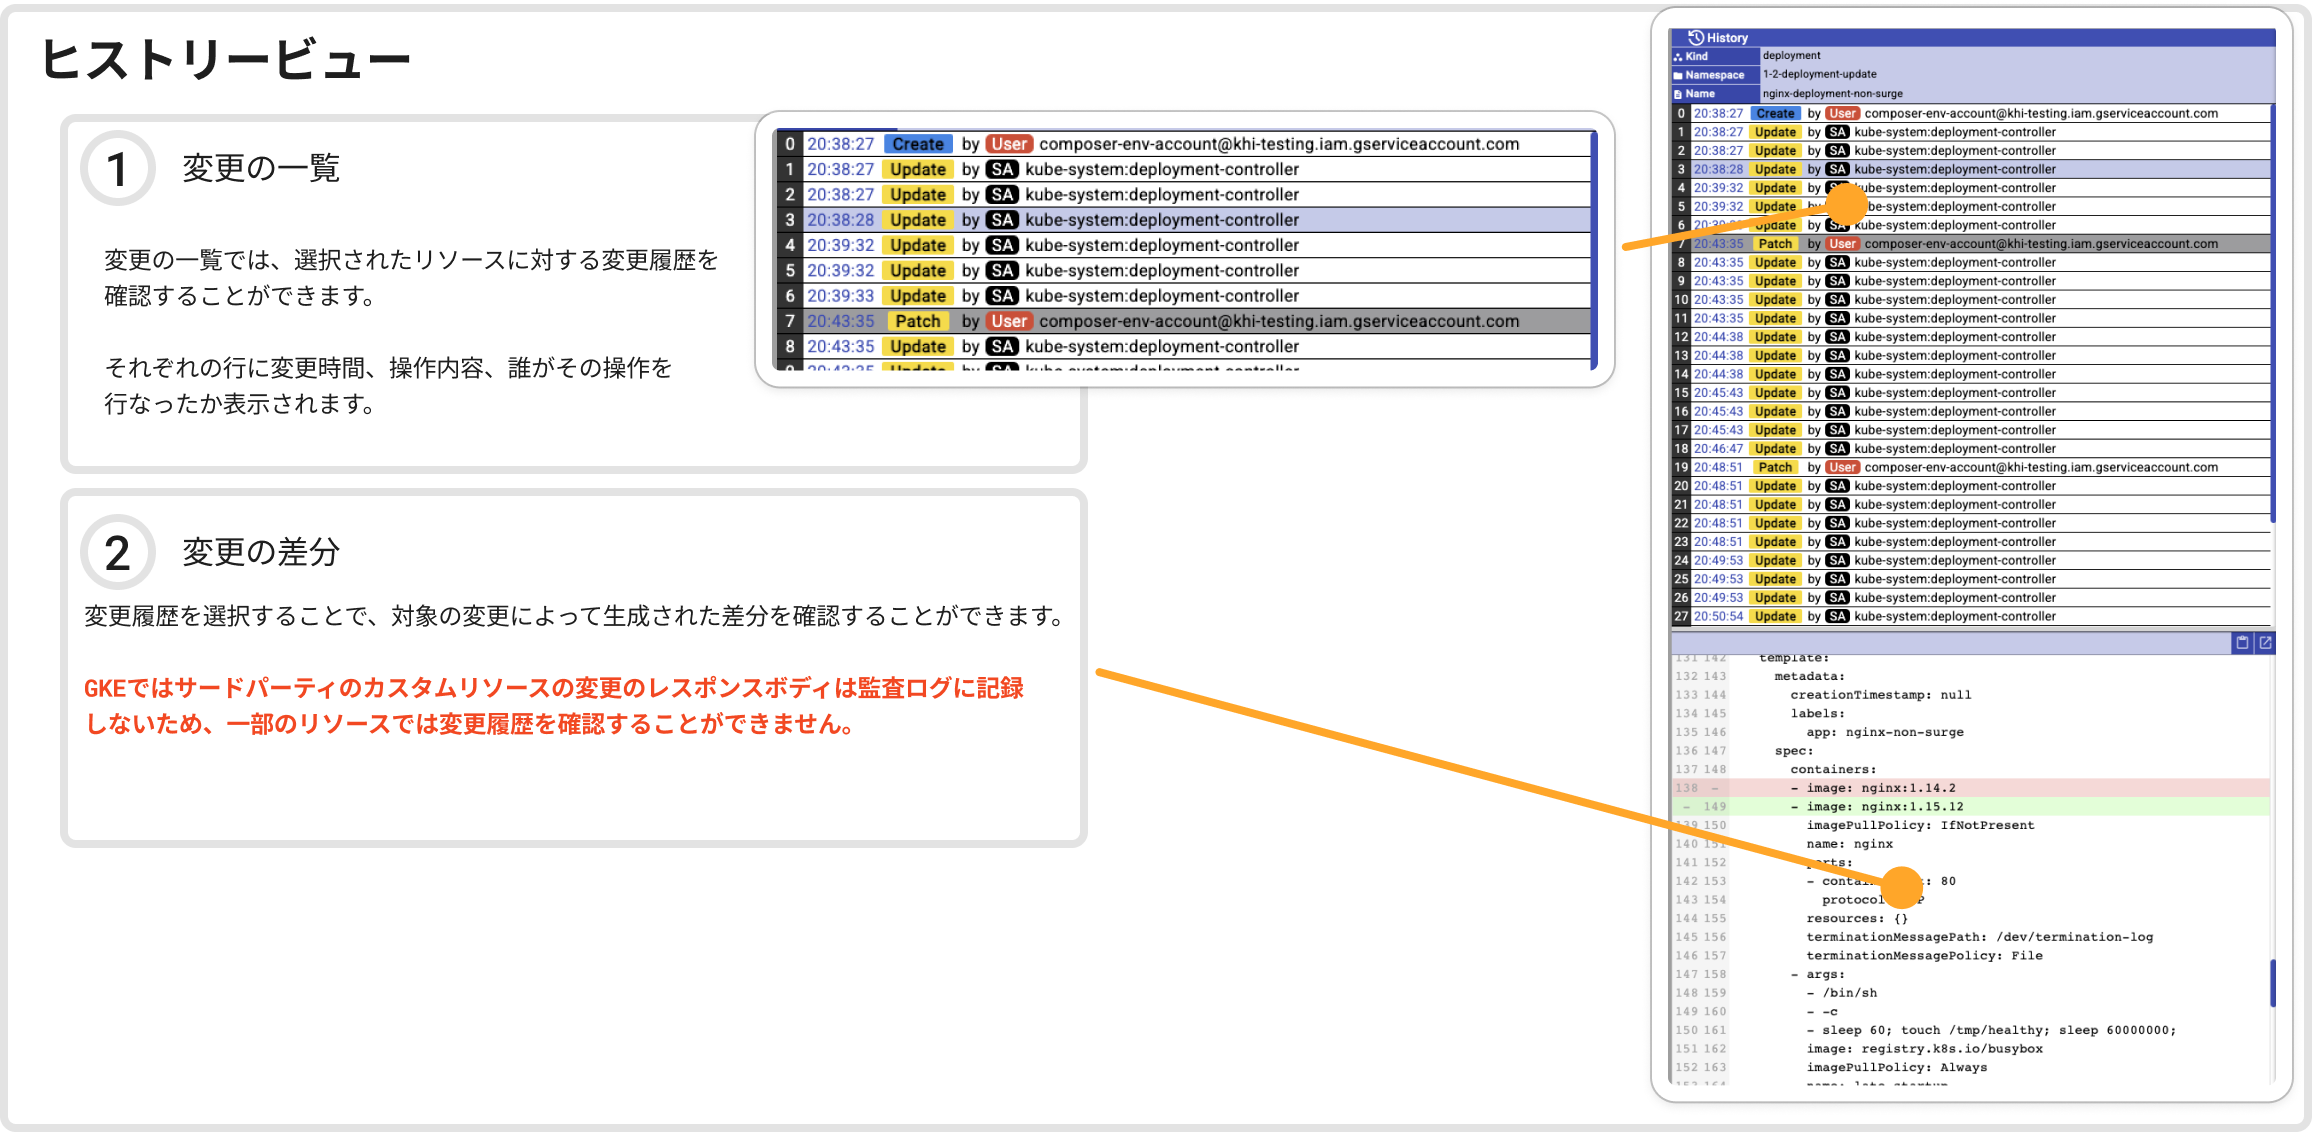 ヒストリービュー
1 変更の一覧
変更の一覧では、選択されたリソースに対する変更履歴を
確認することができます。
それぞれの行に変更時間、操作内容、誰がその操作を
行なったか表示されます。
0 20:38:27 Create by User composer-env-account@khi-testing.iam.gserviceaccount.com
1 20:38:27 Update by SA kube-system:deployment-controller
2 20:38:27 Update by SA kube-system:deployment-controller
3 20:38:28 Update by SA kube-system:deployment-controller
4 20:39:32 Update by SA kube-system:deployment-controller
5 20:39:32 Update by SA kube-system:deployment-controller
6 20:39:33 Update by SA kube-system:deployment-controller
7 20:43:35 Patch by User composer-env-account@khi-testing.iam.gserviceaccount.com
8 20:43:35 Update by SA kube-system:deployment-controller
2 変更の差分
変更履歴を選択することで、対象の変更によって生成された差分を確認することができます。
GKEではサードパーティのカスタムリソースの変更のレスポンスボディは監査ログに記録
しないため、一部のリソースでは変更履歴を確認することができません。
History
Kind deployment
Namespace 1-2-deployment-update
Name nginx-deployment-non-surge
0 20:38:27 Create by User composer-env-account@khi-testing.iam.gserviceaccount.com
1 20:38:27 Update by SA kube-system:deployment-controller
2 20:38:27 Update by SA kube-system:deployment-controller
3 20:38:28 Update by SA kube-system:deployment-controller
4 20:39:32 Update by kube-system:deployment-controller
5 20:39:32 Update by
6 Update by SA kube-system:deployment-controller
7 20:43:35 Patch by User composer-env-account@khi-testing.iam.gserviceaccount.com
8 20:43:35 Update by SA kube-system:deployment-controller
9 20:43:35 Update by SA kube-system:deployment-controller
10 20:43:35 Update by SA kube-system:deployment-controller
11 20:43:35 Update by SA kube-system:deployment-controller
12 20:44:38 Update by SA kube-system:deployment-controller
13 20:44:38 Update by SA kube-system:deployment-controller
14 20:44:38 Update by SA kube-system:deployment-controller
15 20:45:43 Update by SA kube-system:deployment-controller
16 20:45:43 Update by SA kube-system:deployment-controller
17 20:45:43 Update by SA kube-system:deployment-controller
18 20:46:47 Update by SA kube-system:deployment-controller
19 20:48:51 Patch by User composer-env-account@khi-testing.iam.gserviceaccount.com
20 20:48:51 Update by SA kube-system:deployment-controller
21 20:48:51 Update by SA kube-system:deployment-controller
22 20:48:51 Update by SA kube-system:deployment-controller
23 20:48:51 Update by SA kube-system:deployment-controller
24 20:49:53 Update by SA kube-system:deployment-controller
25 20:49:53 Update by SA kube-system:deployment-controller
26 20:49:53 Update by SA kube-system:deployment-controller
27 20:50:54 Update by SA kube-system:deployment-controller
131 142 template:
132 143 metadata:
133 144 creationTimestamp: null
134 145 labels:
135 146 app: nginx-non-surge
136 147 spec:
137 148 containers:
138 - - image: nginx:1.14.2
- 149 - image: nginx:1.15.12
139 150 imagePullPolicy: IfNotPresent
140 151 name: nginx
141 152 ports:
142 153 - 80
143 154 protocol
144 155 resources: {}
145 156 terminationMessagePath: /dev/termination-log
146 157 terminationMessagePolicy: File
147 158 - args:
148 159 - /bin/sh
149 160 - -c
150 161 - sleep 60; touch /tmp/healthy; sleep 60000000;
151 162 image: registry.k8s.io/busybox
152 163 imagePullPolicy: Always